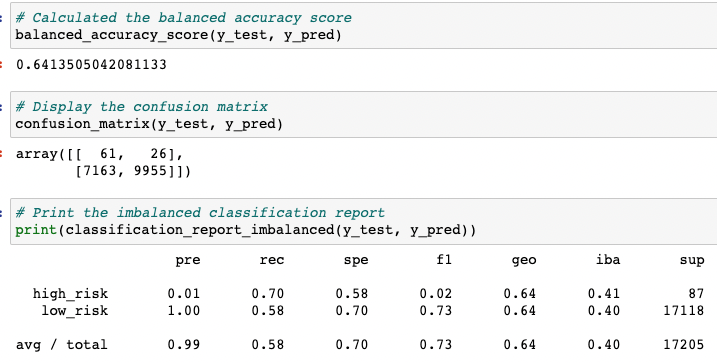 # Calculated the balanced accuracy score
balanced_accuracy_score(y_test, y_pred)
0.6413505042081133
# Display the confusion matrix
confusion_matrix(y_test, y_pred)
array([[  61,   26],
       [7163, 9955]])
# Print the imbalanced classification report
print(classification_report_imbalanced(y_test, y_pred))
pre rec spe f1 geo iba sup
high_risk 0.01 0.70 0.58 0.02 0.64 0.41 87
low_risk 1.00 0.58 0.70 0.73 0.64 0.40 17118
avg / total 0.99 0.58 0.70 0.73 0.64 0.40 17205